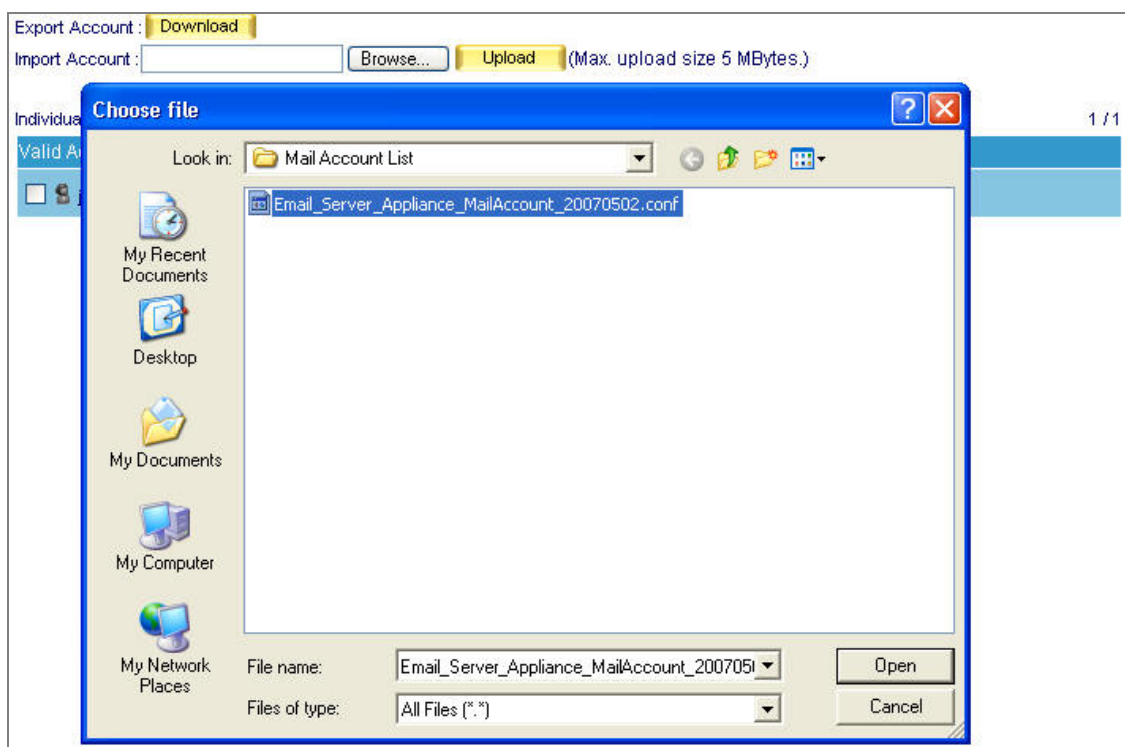 Export Account : Download
Import Account : Browse... Upload (Max. upload size 5 MBytes.)
Choose file
Individua 1 / 1
Valid A
Look in: Mail Account List
Email_Server_Appliance_MailAccount_20070502.conf
My Recent
Documents
Desktop
My Documents
My Computer
My Network
Places
File name: Email_Server_Appliance_MailAccount_200705 Open
Files of type: All Files (*.*) Cancel